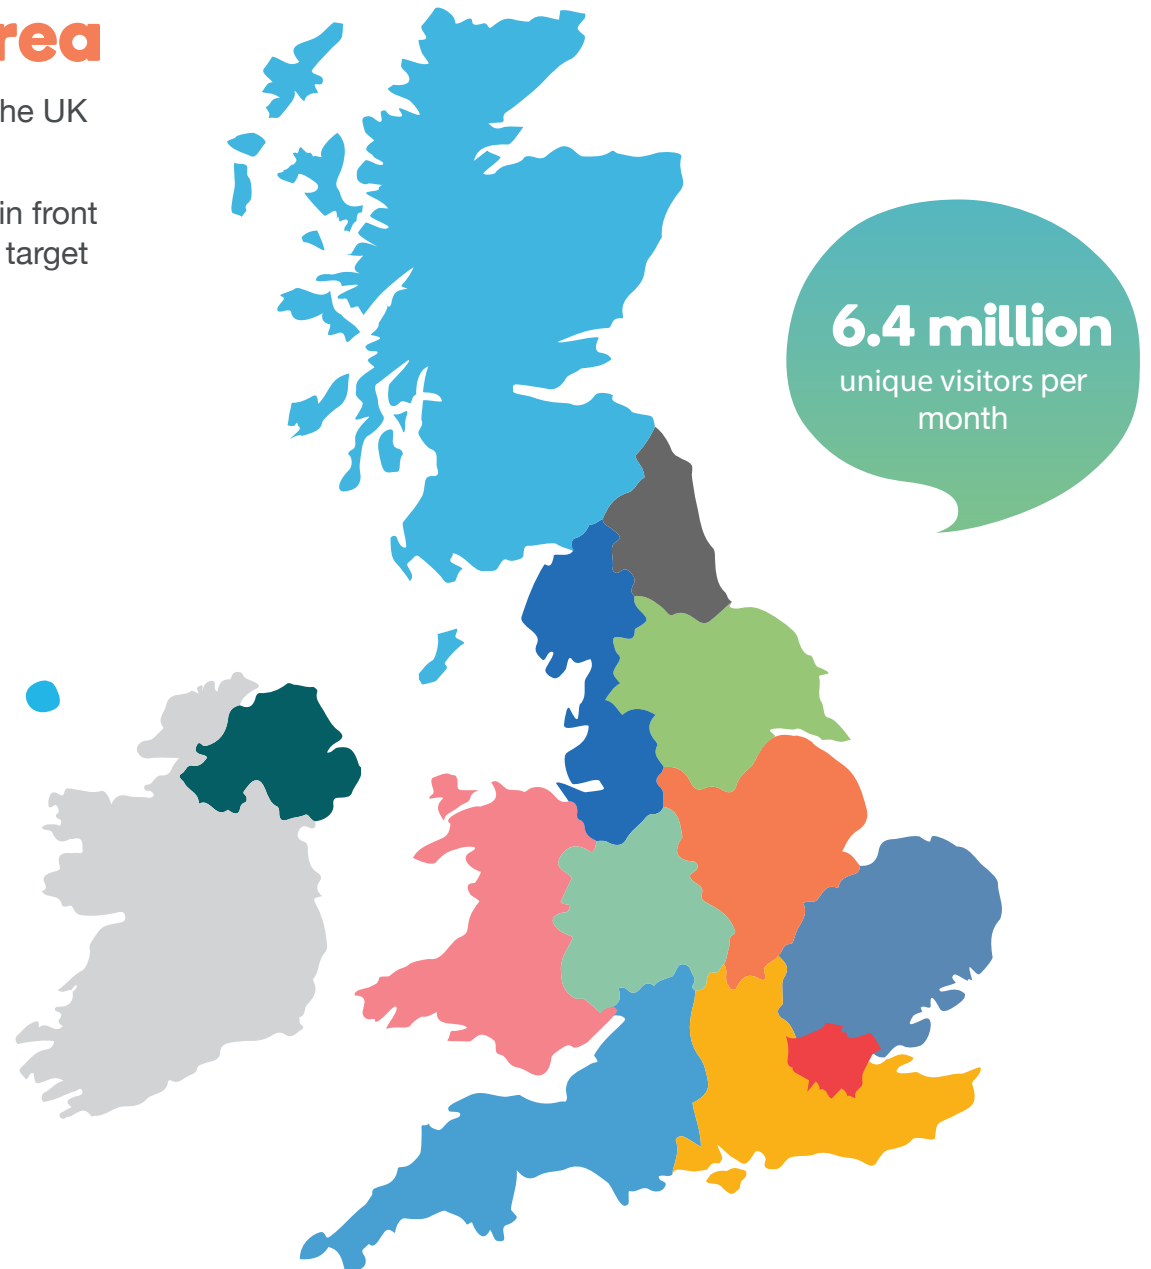 rea
he UK
in front
target
6.4 million
unique visitors per
month